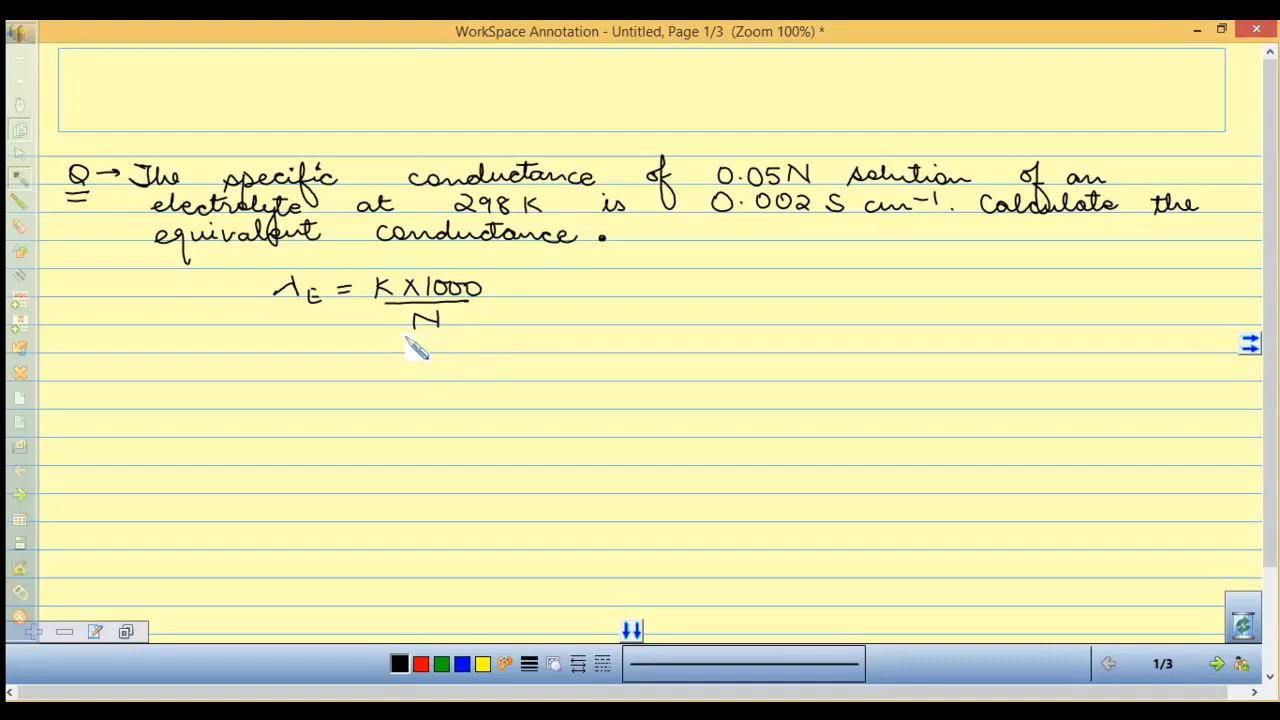 WorkSpace Annotation - Untitled, Page 1/3 (Zoom 100%) *
Q → The specific conductance of 0.05N solution of an
electrolyte at 298 K is 0.002 S cm⁻¹. Calculate the
equivalent conductance .
λE = K X 1000
N
1/3